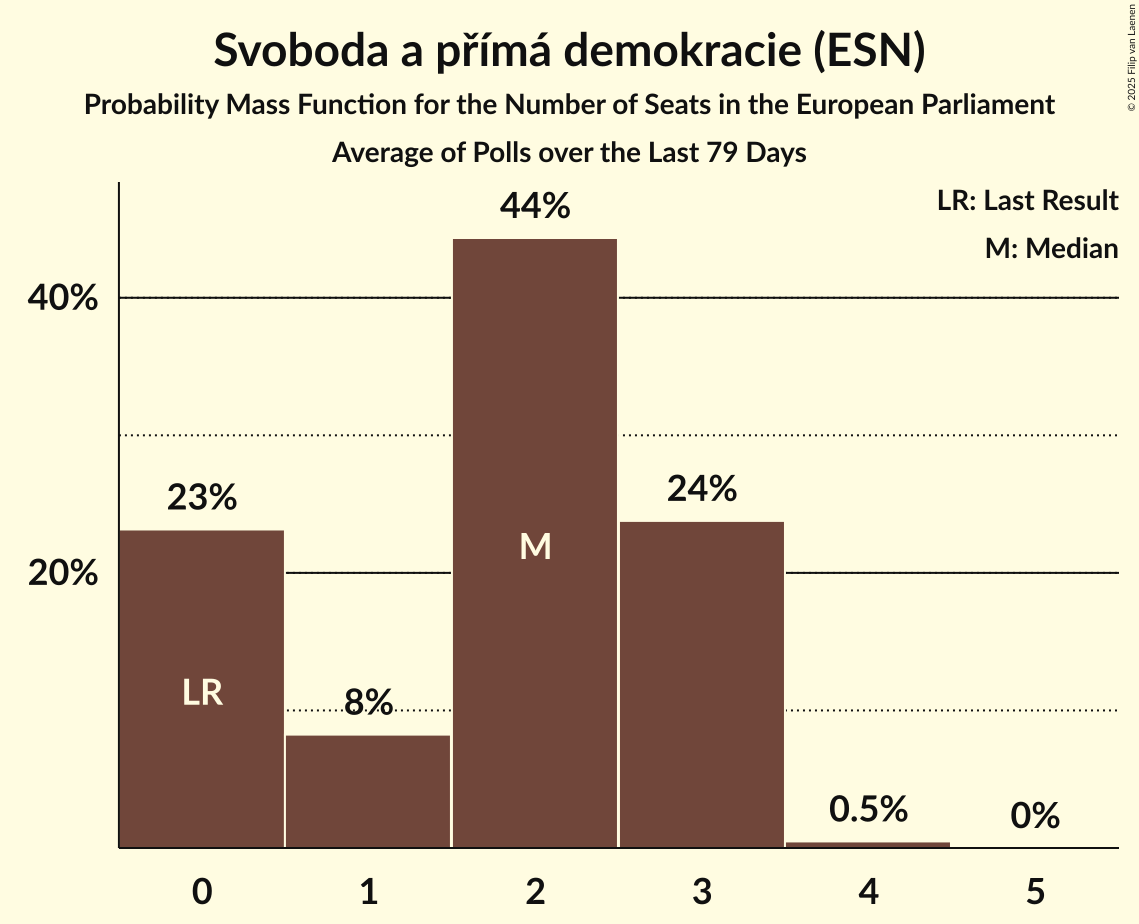 Svoboda a přímá demokracie (ESN)
Probability Mass Function for the Number of Seats in the European Parliament
Average of Polls over the Last 79 Days
© 2025 Filip van Laenen
LR: Last Result
M: Median
44%
40%
24%
23%
M
20%
LR
8%
0.5%
0%
0 1 2 3 4 5